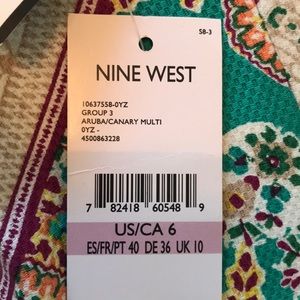 5B-3
NINE WEST
10637558-0YZ
GROUP 3
ARUBA/CANARY MULTI
0YZ -
4500863228
7 82418 60548 9
US/CA 6
ES/FR/PT 40 DE 36 UK 10